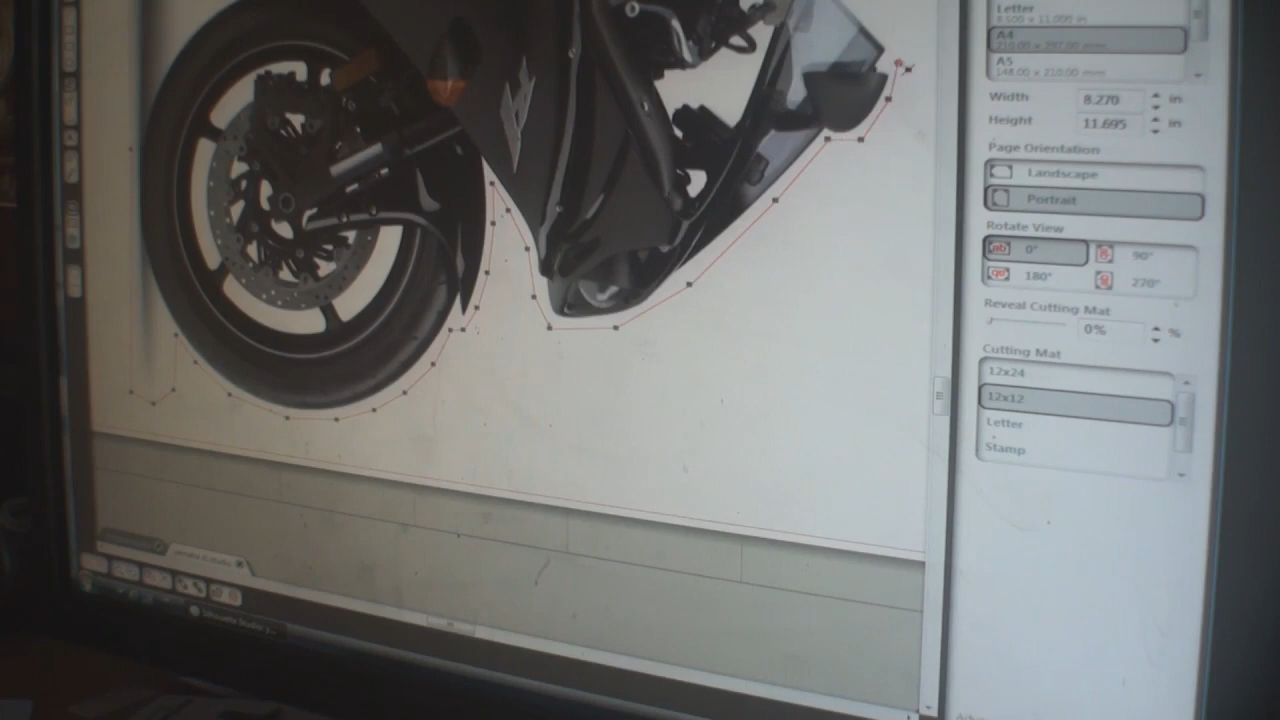 Letter
8.500 x 11.000 in
A4
210.00 x 297.00 mm
A5
148.00 x 210.00 mm
Width 8.270 in
Height 11.695 in
Page Orientation
Landscape
Portrait
Rotate View
ab 0° 90°
180° 270°
Reveal Cutting Mat
0% %
Cutting Mat
12x24
12x12
Letter
Stamp